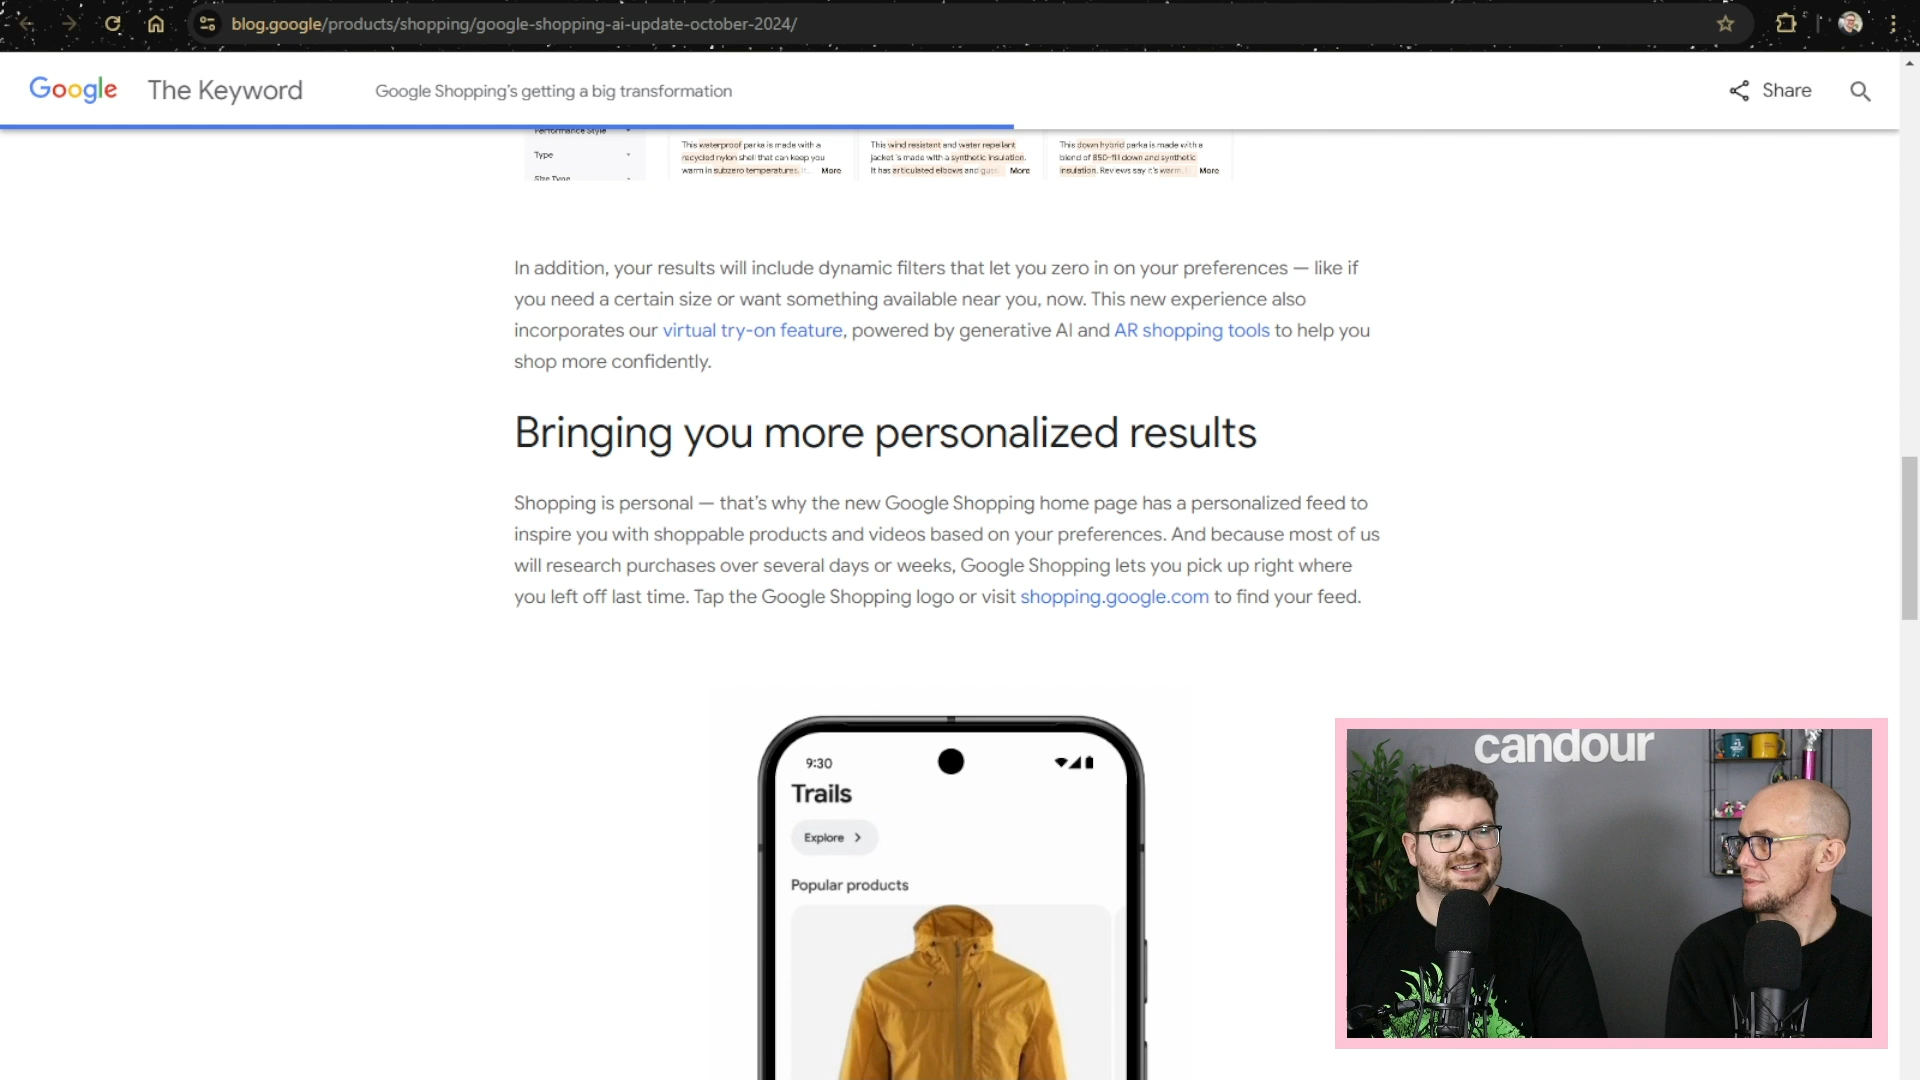 blog.google/products/shopping/google-shopping-ai-update-october-2024/
Google The Keyword
Google Shopping's getting a big transformation
Share
Performance Style
Type
Size Type
This waterproof parka is made with a
recycled nylon shell that can keep you
warm in subzero temperatures. It... More
This wind resistant and water repellant
jacket is made with a synthetic insulation.
It has articulated elbows and More
This down hybrid parka is made with a
blend of 850-fill down and synthetic
insulation. Reviews say it's warm, More
In addition, your results will include dynamic filters that let you zero in on your preferences — like if
you need a certain size or want something available near you, now. This new experience also
incorporates our virtual try-on feature, powered by generative AI and AR shopping tools to help you
shop more confidently.
Bringing you more personalized results
Shopping is personal — that's why the new Google Shopping home page has a personalized feed to
inspire you with shoppable products and videos based on your preferences. And because most of us
will research purchases over several days or weeks, Google Shopping lets you pick up right where
you left off last time. Tap the Google Shopping logo or visit shopping.google.com to find your feed.
9:30
Trails
Explore
Popular products
candour